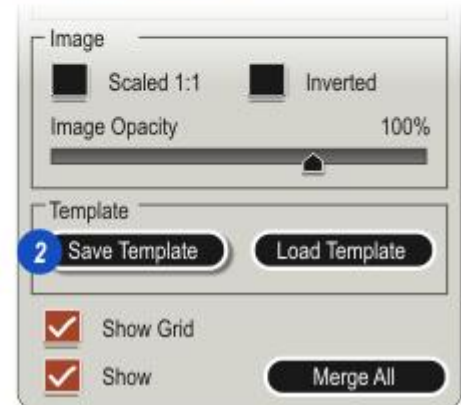 Image
Scaled 1:1 Inverted
Image Opacity 100%
Template
2 Save Template Load Template
Show Grid
Show Merge All